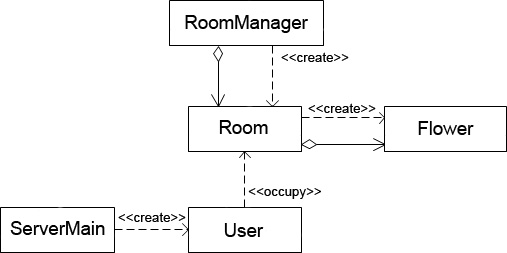 RoomManager
<<create>>
<<create>>
Room
Flower
<<occupy>>
<<create>>
ServerMain
User